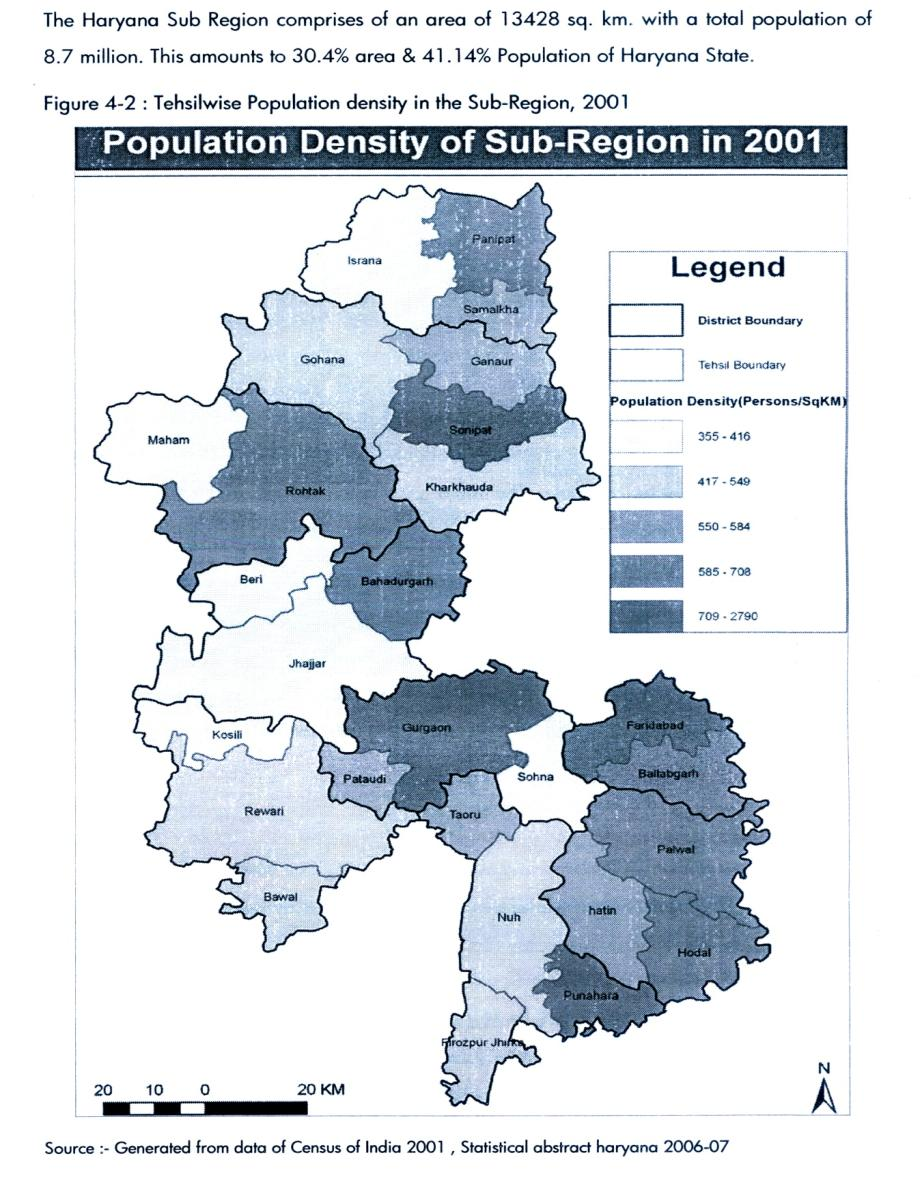 The Haryana Sub Region comprises of an area of 13428 sq. km. with a total population of
8.7 million. This amounts to 30.4% area & 41.14% Population of Haryana State.
Figure 4-2 : Tehsilwise Population density in the Sub-Region, 2001
Population Density of Sub-Region in 2001
Panipat
Israna
Legend
Samalkha
District Boundary
Gohana
Ganaur
Tehsil Boundary
Population Density(Persons/SqKM)
Sonipat
Maham
355 - 416
Kharkhauda
417 - 549
Rohtak
550 - 584
Beri
Bahadurgarh
585 - 708
709 - 2790
Jhajjar
Gurgaon
Faridabad
Kosili
Sohna
Ballabgarh
Pataudi
Rewari
Taoru
Palwal
Bawal
Nuh
hatin
Hodal
Punahara
Firozpur Jhirka
N
20 10 0 20 KM
Source :- Generated from data of Census of India 2001 , Statistical abstract haryana 2006-07